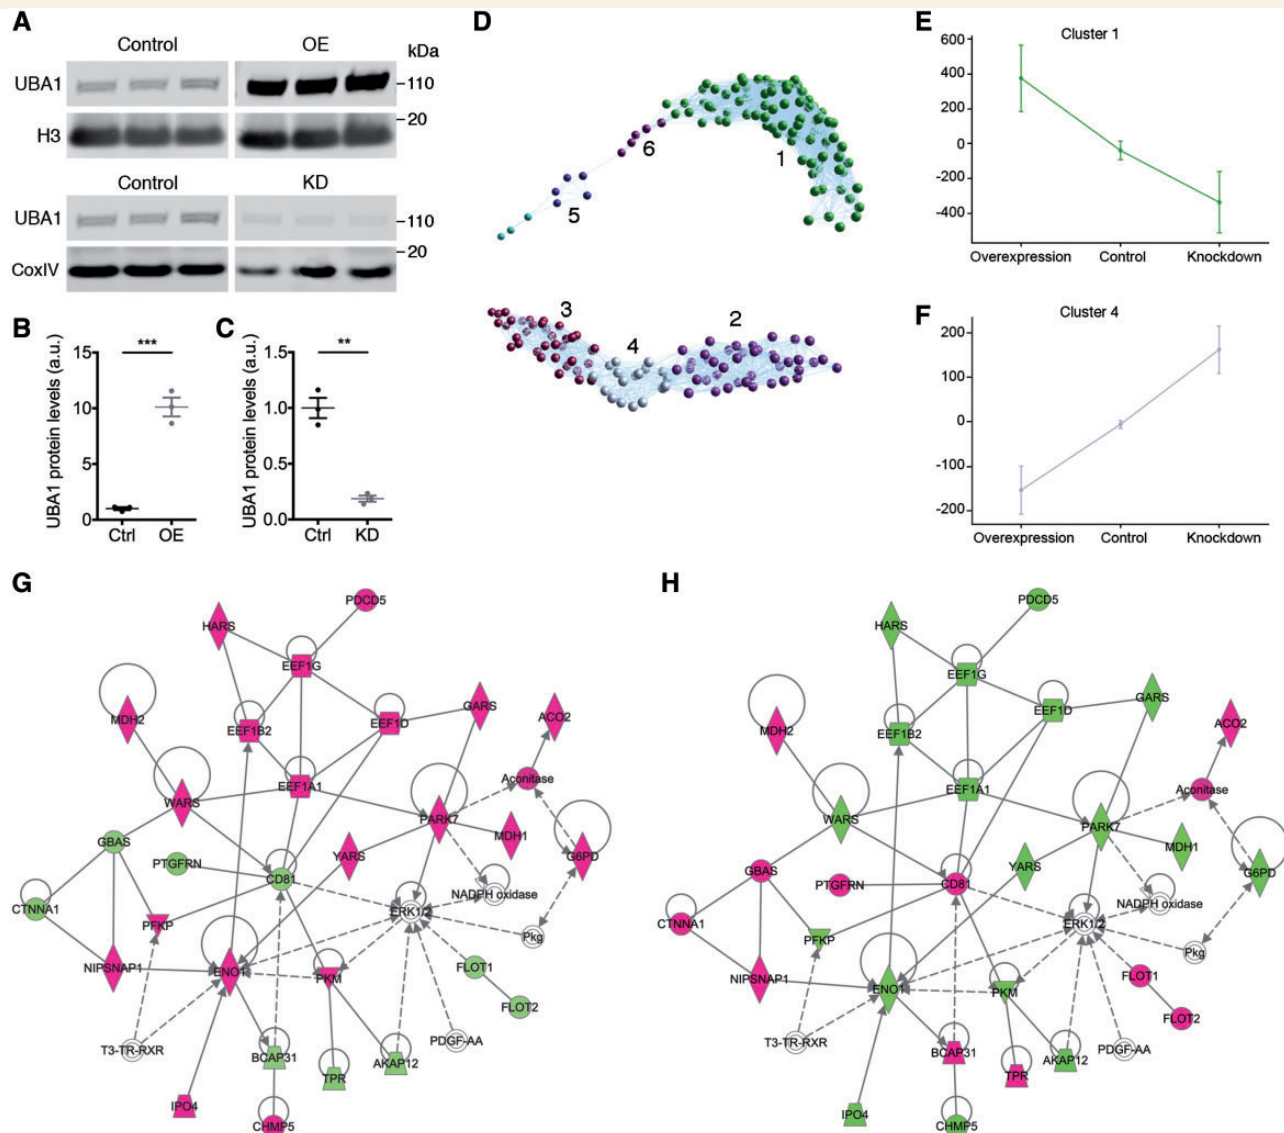 A
Control OE kDa
UBA1 110
20
H3
Control KD
UBA1 110
20
CoxIV
B
UBA1 protein levels (a.u.)
15
10
5
0
***
Ctrl OE
C
UBA1 protein levels (a.u.)
1.5
1.0
0.5
0.0
**
Ctrl KD
D
1
6
5
3
4
2
E
Cluster 1
600
400
200
0
-200
-400
Overexpression Control Knockdown
F
Cluster 4
200
100
0
-100
-200
Overexpression Control Knockdown
G
PDCD5
HARS
EEF1G
GARS
MDH2
EEF1B2
EEF1D
ACO2
Aconitase
WARS
EEF1A1
PARK7
GBAS
MDH1
YARS
G6PD
PTGFRN
CD81
NADPH oxidase
CTNNA1
ERK1/2
PFKP
Pkg
NIPSNAP1
ENO1
PKM
FLOT1
FLOT2
T3-TR-RXR
BCAP31
AKAP12
PDGF-AA
TPR
IPO4
CHMP5
H
PDCD5
HARS
EEF1G
GARS
MDH2
EEF1B2
EEF1D
ACO2
Aconitase
WARS
EEF1A1
PARK7
MDH1
GBAS
YARS
G6PD
PTGFRN
CD81
NADPH oxidase
CTNNA1
ERK1/2
PFKP
Pkg
NIPSNAP1
ENO1
PKM
FLOT1
FLOT2
T3-TR-RXR
BCAP31
AKAP12
PDGF-AA
TPR
IPO4
CHMP5